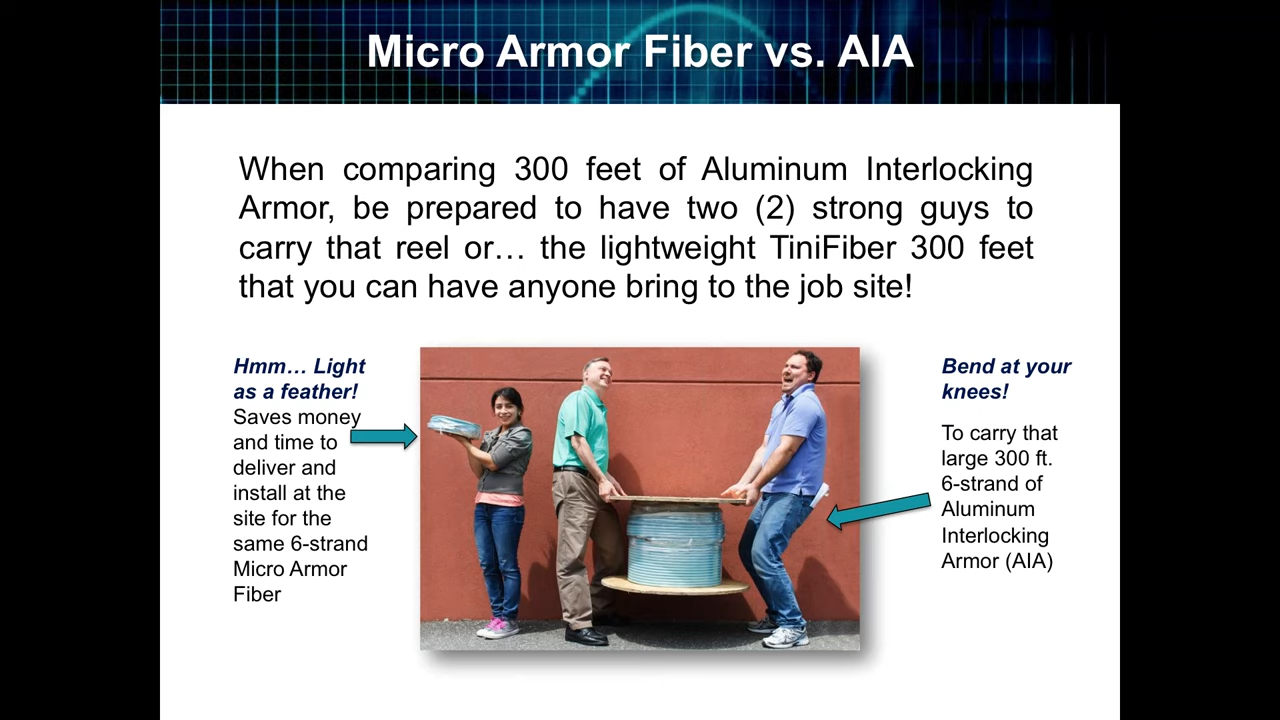 Micro Armor Fiber vs. AIA
When comparing 300 feet of Aluminum Interlocking
Armor, be prepared to have two (2) strong guys to
carry that reel or… the lightweight TiniFiber 300 feet
that you can have anyone bring to the job site!
Hmm… Light
as a feather!
Saves money
and time to
deliver and
install at the
site for the
same 6-strand
Micro Armor
Fiber
Bend at your
knees!
To carry that
large 300 ft.
6-strand of
Aluminum
Interlocking
Armor (AIA)